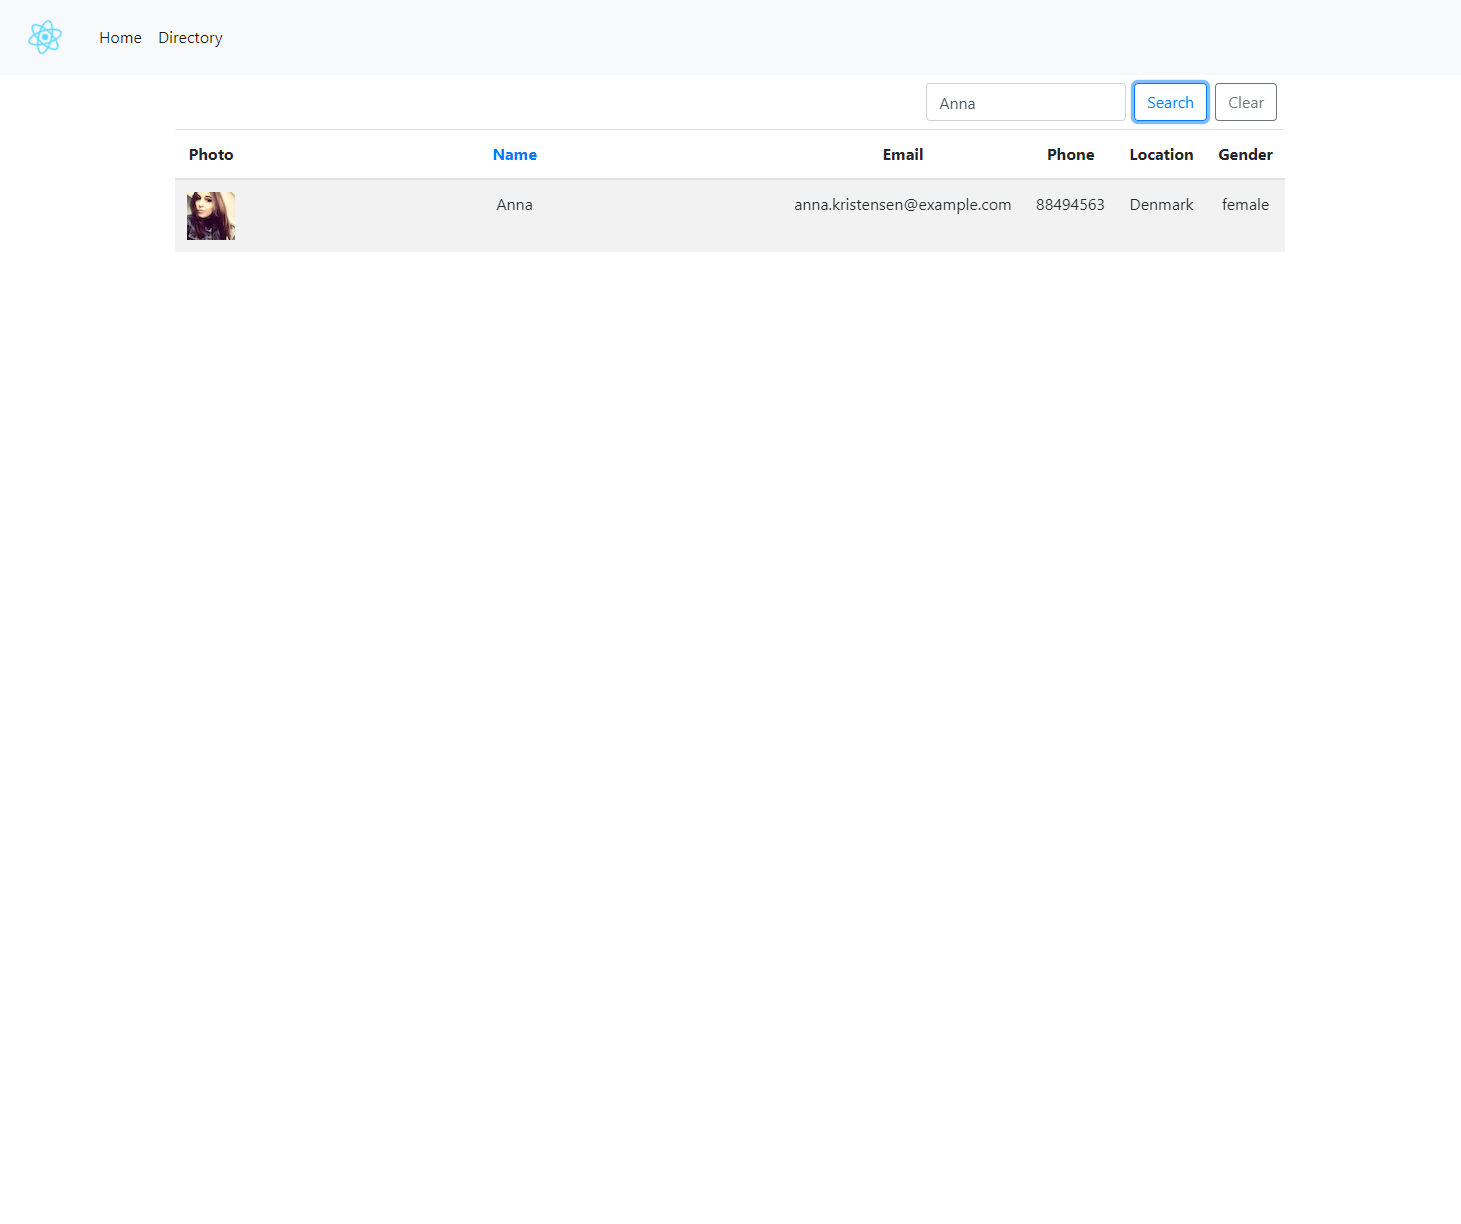 Home Directory
Anna Search Clear
Photo Name Email Phone Location Gender
Anna anna.kristensen@example.com 88494563 Denmark female